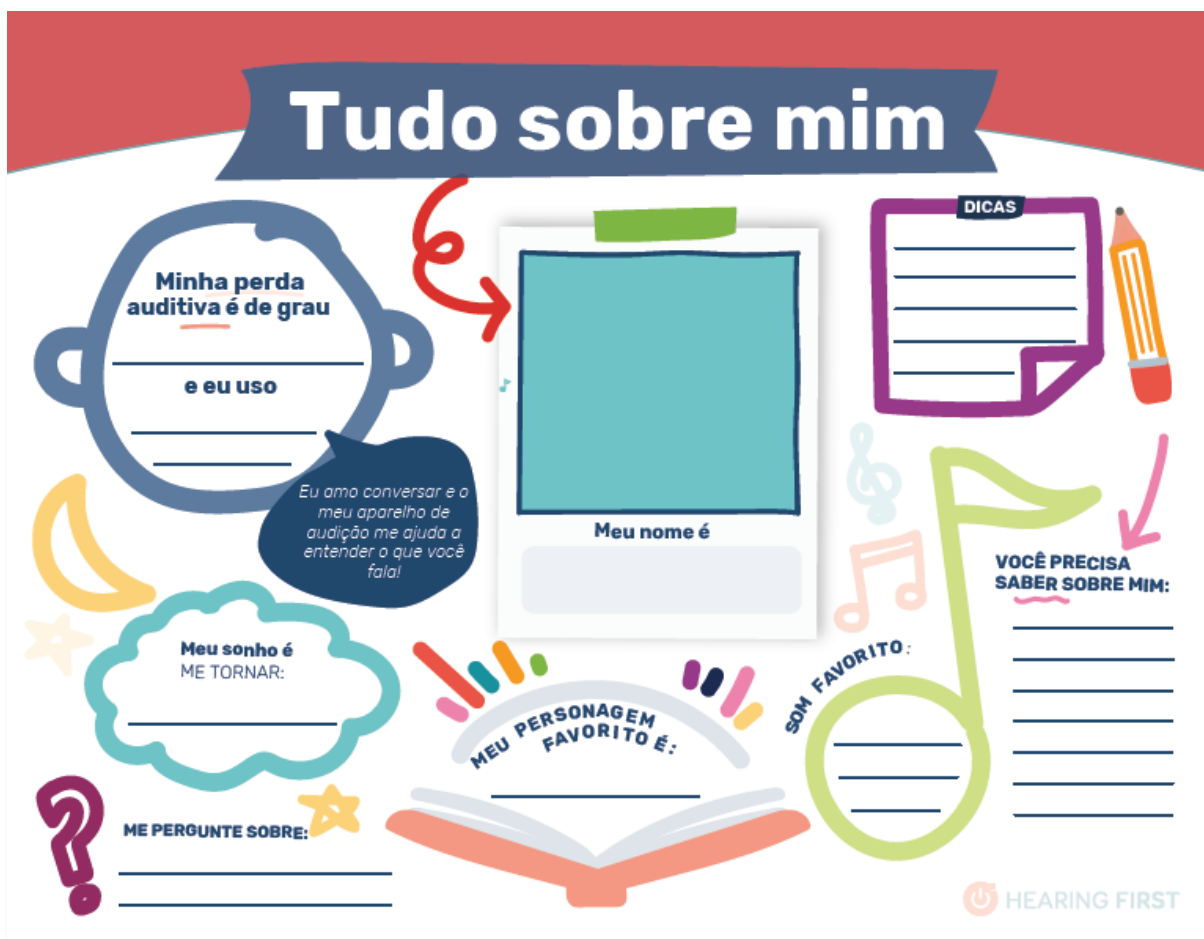 Tudo sobre mim
Minha perda
auditiva é de grau
e eu uso
Eu amo conversar e o
meu aparelho de
audição me ajuda a
entender o que você
fala!
Meu nome é
DICAS
VOCÊ PRECISA
SABER SOBRE MIM:
Meu sonho é
ME TORNAR:
MEU PERSONAGEM
FAVORITO É:
SOM FAVORITO:
ME PERGUNTE SOBRE:
HEARING FIRST